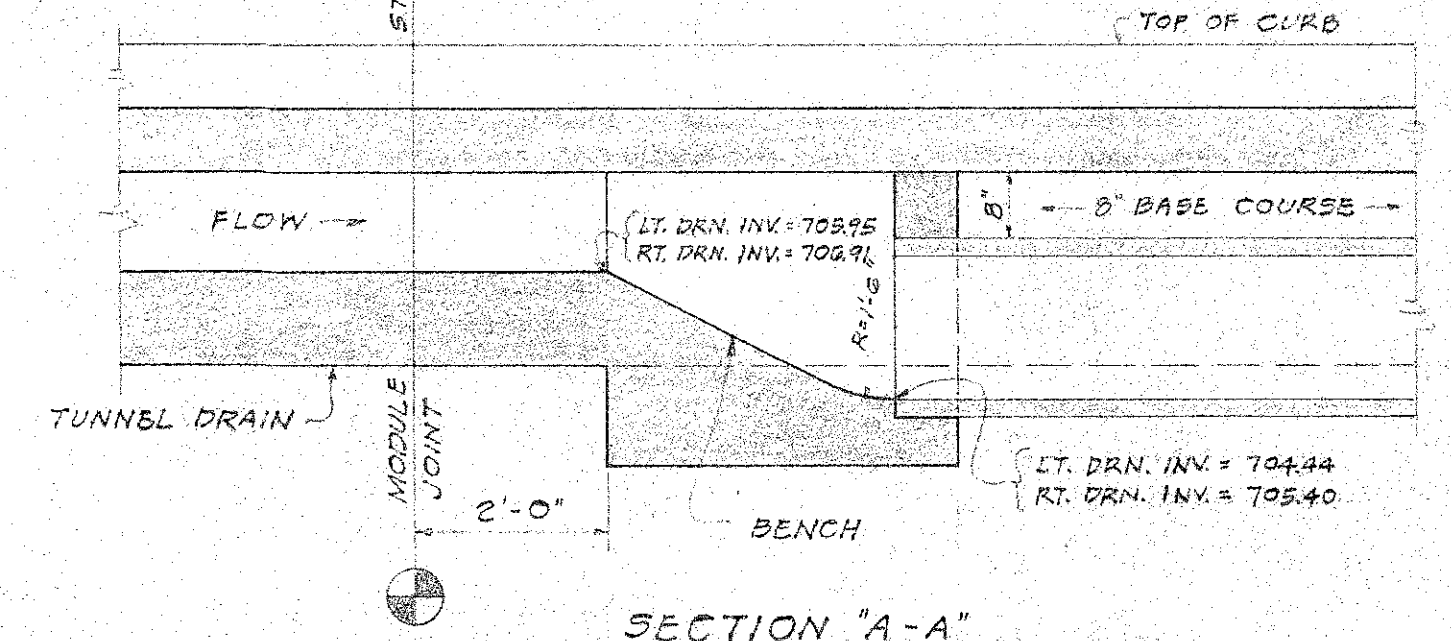 ST
TOP OF CURB
FLOW
LT. DRN. INV. = 705.95
RT. DRN. INV. = 706.91
8"
8" BASE COURSE
R=1'-6"
TUNNEL DRAIN
MODULE
JOINT
2'-0"
BENCH
LT. DRN. INV. = 704.44
RT. DRN. INV. = 705.40
SECTION "A-A"